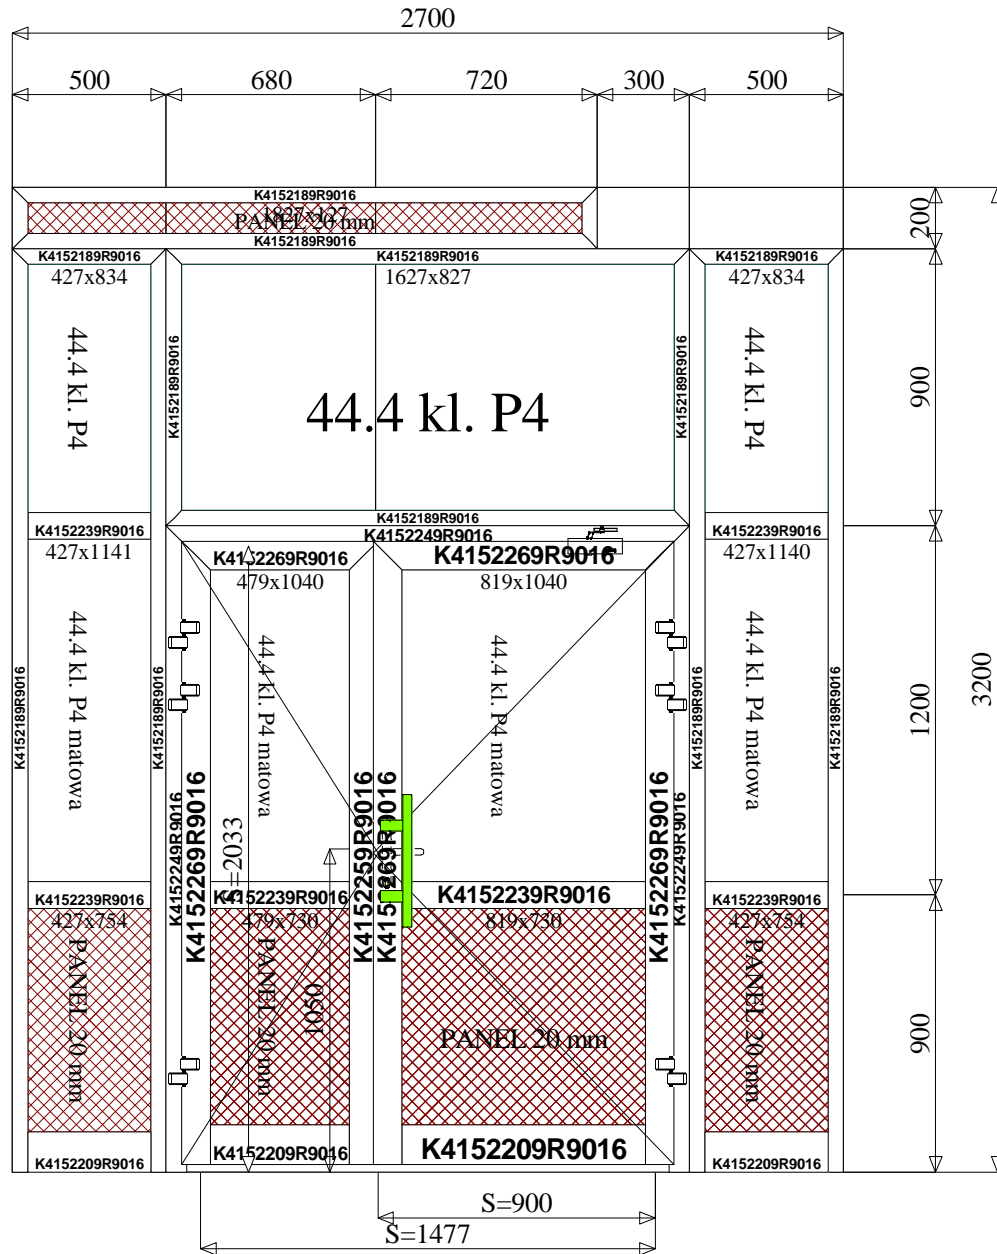 2700
500 680 720 300 500
K4152189R9016
1827x127
PANEL 20 mm
K4152189R9016
200
K4152189R9016 K4152189R9016 K4152189R9016
427x834 1627x827 427x834
44.4 kl. P4
K4152189R9016
44.4 kl. P4
K4152189R9016
44.4 kl. P4
900
K4152189R9016
K4152239R9016 K4152249R9016 K4152239R9016
427x1141 K4152269R9016 K4152269R9016 427x1140
479x1040 819x1040
K4152189R9016
44.4 kl. P4 matowa
K4152189R9016
K4152249R9016
K4152269R9016
44.4 kl. P4 matowa
K4152259R9016
K4152269R9016
44.4 kl. P4 matowa
K4152269R9016
K4152249R9016
K4152189R9016
44.4 kl. P4 matowa
K4152189R9016
1200
3200
S=2033
1050
K4152239R9016 K4152239R9016 K4152239R9016 K4152239R9016
427x754 479x730 819x730 427x754
PANEL 20 mm
PANEL 20 mm
PANEL 20 mm
PANEL 20 mm
900
K4152209R9016 K4152209R9016 K4152209R9016 K4152209R9016
S=900
S=1477